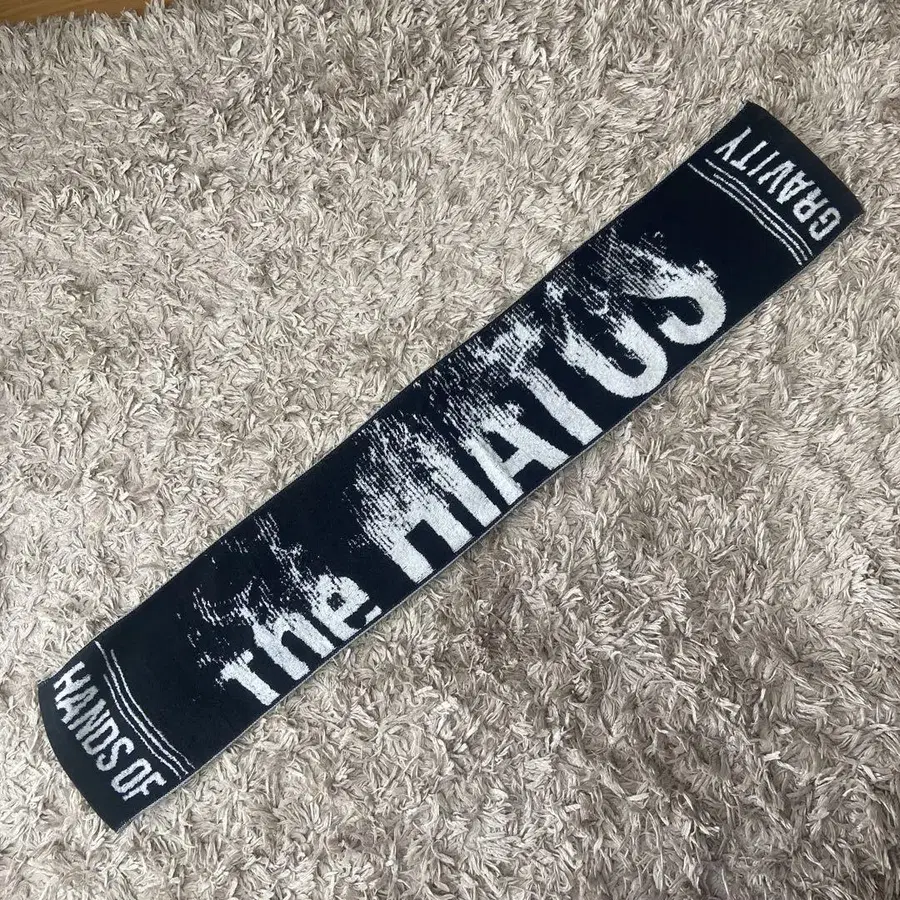 HANDS OF
the HIATUS
GRAVITY